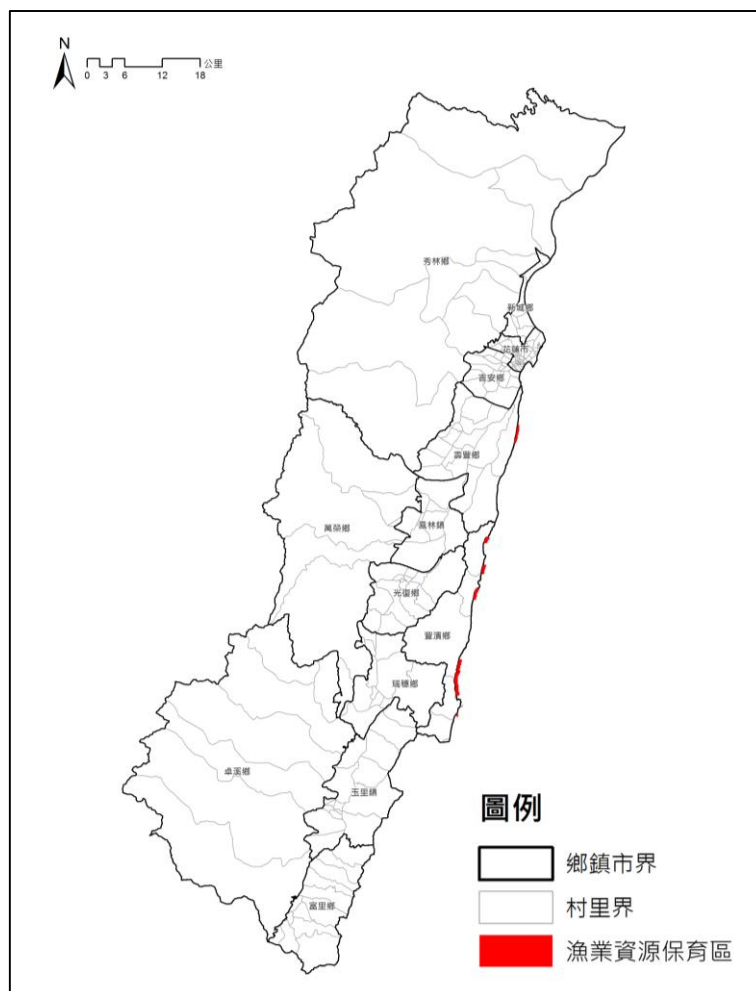 N
公里
0 3 6 12 18
秀林鄉
新城鄉
花蓮市
吉安鄉
壽豐鄉
萬榮鄉
鳳林鎮
光復鄉
豐濱鄉
瑞穗鄉
卓溪鄉
玉里鎮
富里鄉
圖例
鄉鎮市界
村里界
漁業資源保育區